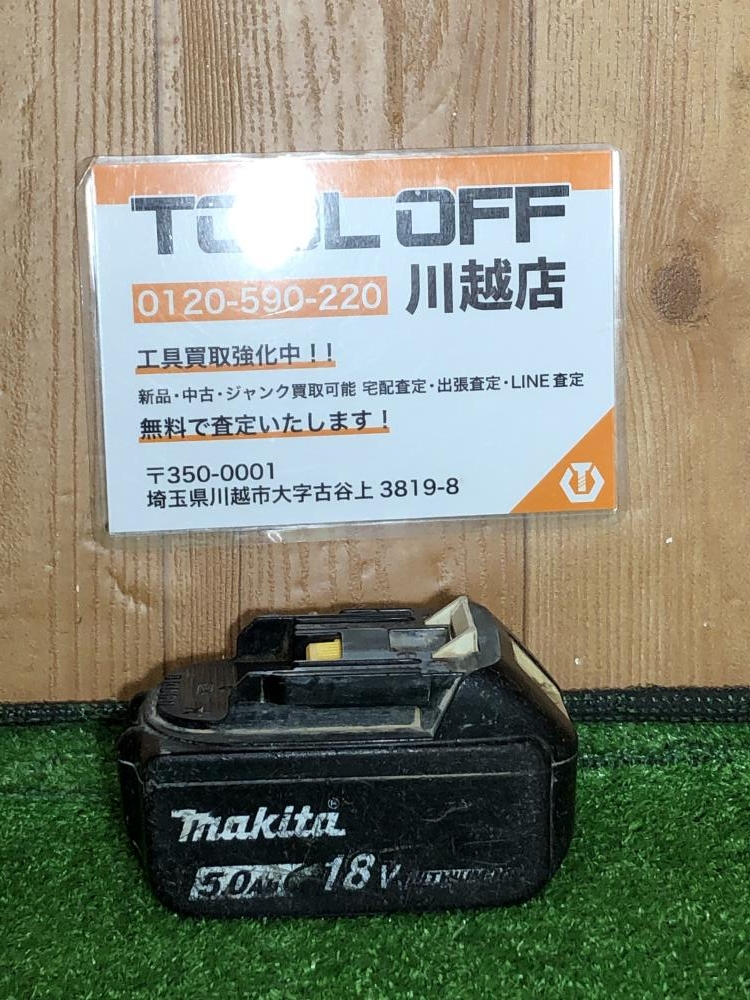 TOOL OFF
0120-590-220 川越店
工具買取強化中！！
新品・中古・ジャンク買取可能 宅配査定・出張査定・LINE査定
無料で査定いたします！
〒350-0001
埼玉県川越市大字古谷上 3819-8
makita®
5.0Ah 18V